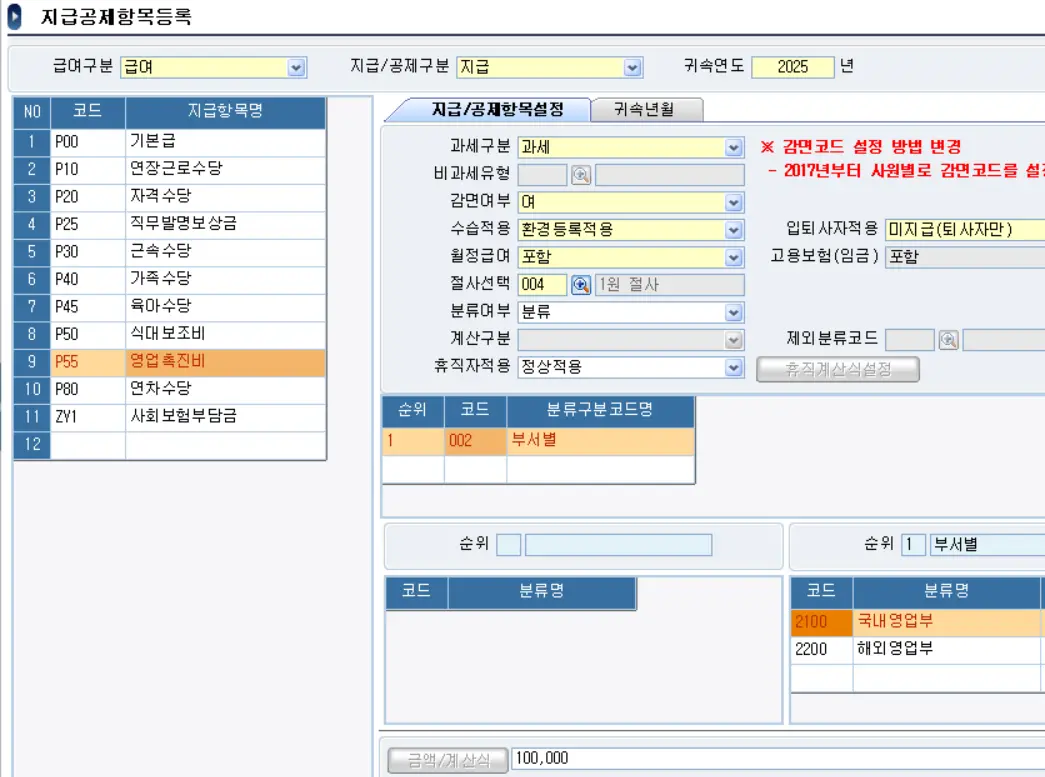 지급공제항목등록
급여구분 급여 지급/공제구분 지급 귀속연도 2025 년
NO 코드 지급항목명
1 P00 기본급
2 P10 연장근로수당
3 P20 자격수당
4 P25 직무발명보상금
5 P30 근속수당
6 P40 가족수당
7 P45 육아수당
8 P50 식대보조비
9 P55 영업촉진비
10 P80 연차수당
11 ZY1 사회보험부담금
12
지급/공제항목설정 귀속년월
과세구분 과세
※ 감면코드 설정 방법 변경
비과세유형
- 2017년부터 사원별로 감면코드를
감면여부 여
수습적용 환경등록적용 입퇴사자적용 미지급(퇴사자만)
월정급여 포함 고용보험(임금) 포함
절사선택 004 1원 절사
분류여부 분류
계산구분 제외분류코드
휴직자적용 정상적용 휴직계산식설정
순위 코드 분류구분코드명
1 002 부서별
순위 순위 1 부서별
코드 분류명
코드 분류명
2100 국내영업부
2200 해외영업부
금액/계산식 100,000